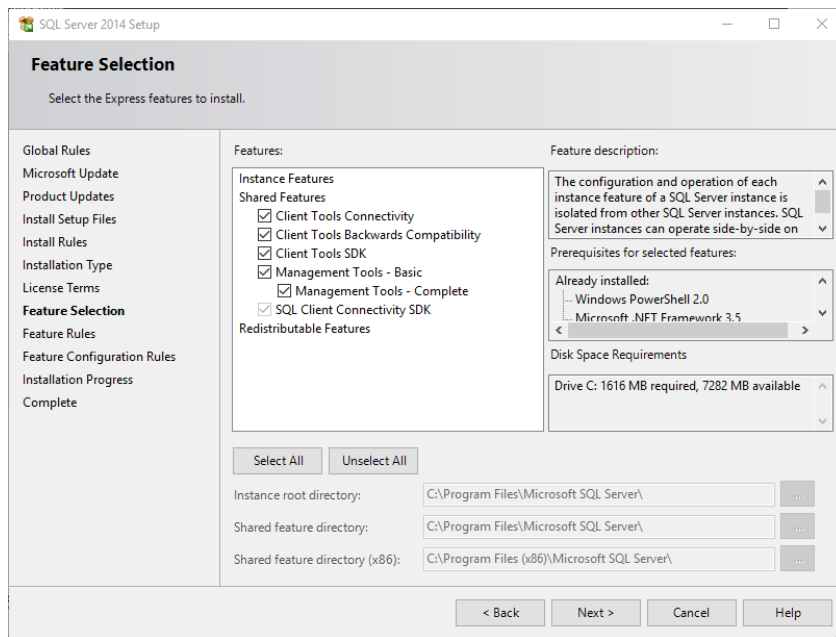 SQL Server 2014 Setup
Feature Selection
Select the Express features to install.
Global Rules
Microsoft Update
Product Updates
Install Setup Files
Install Rules
Installation Type
License Terms
Feature Selection
Feature Rules
Feature Configuration Rules
Installation Progress
Complete
Features:
Instance Features
Shared Features
Client Tools Connectivity
Client Tools Backwards Compatibility
Client Tools SDK
Management Tools - Basic
Management Tools - Complete
SQL Client Connectivity SDK
Redistributable Features
Feature description:
The configuration and operation of each
instance feature of a SQL Server instance is
isolated from other SQL Server instances. SQL
Server instances can operate side-by-side on
Prerequisites for selected features:
Already installed:
Windows PowerShell 2.0
Microsoft .NET Framework 3.5
Disk Space Requirements
Drive C: 1616 MB required, 7282 MB available
Select All
Unselect All
Instance root directory:
C:\Program Files\Microsoft SQL Server\
...
Shared feature directory:
C:\Program Files\Microsoft SQL Server\
...
Shared feature directory (x86):
C:\Program Files (x86)\Microsoft SQL Server\
...
< Back
Next >
Cancel
Help